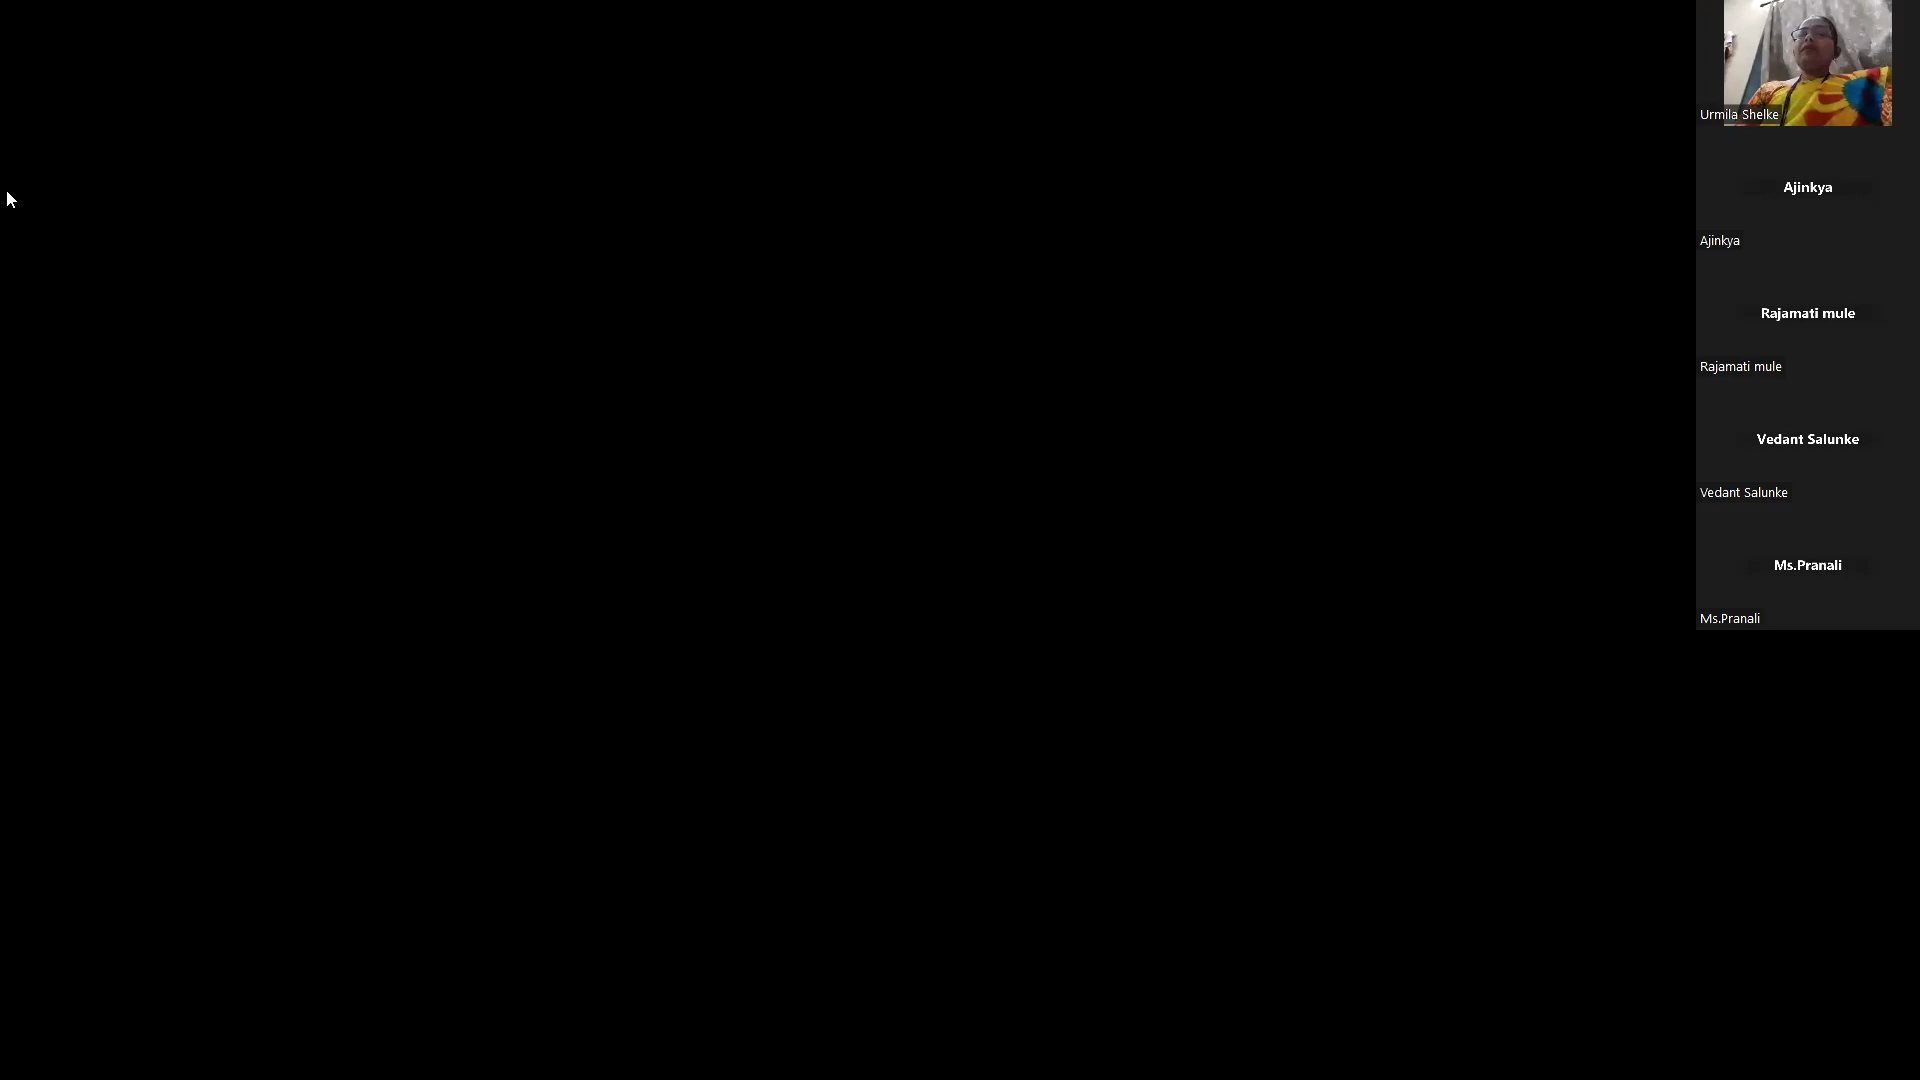 Urmila Shelke
Ajinkya
Ajinkya
Rajamati mule
Rajamati mule
Vedant Salunke
Vedant Salunke
Ms.Pranali
Ms.Pranali